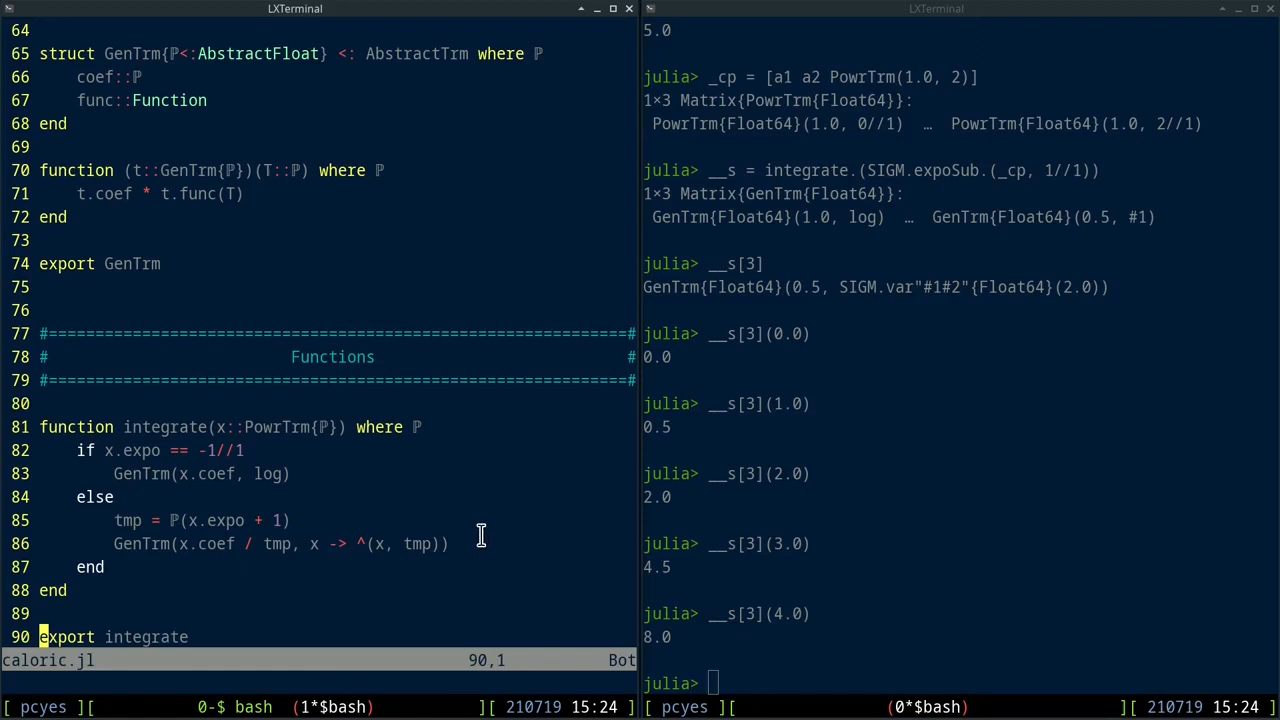 LXTerminal
64
65 struct GenTrm{ℙ<:AbstractFloat} <: AbstractTrm where ℙ
66     coef::ℙ
67     func::Function
68 end
69
70 function (t::GenTrm{ℙ})(T::ℙ) where ℙ
71     t.coef * t.func(T)
72 end
73
74 export GenTrm
75
76
77 #==============================================================#
78 #                          Functions                           #
79 #==============================================================#
80
81 function integrate(x::PowrTrm{ℙ}) where ℙ
82     if x.expo == -1//1
83         GenTrm(x.coef, log)
84     else
85         tmp = ℙ(x.expo + 1)
86         GenTrm(x.coef / tmp, x -> ^(x, tmp))
87     end
88 end
89
90 export integrate
caloric.jl 90,1 Bot
[ pcyes ][ 0-$ bash (1*$bash) ][ 210719 15:24 ]
LXTerminal
5.0
julia> _cp = [a1 a2 PowrTrm(1.0, 2)]
1×3 Matrix{PowrTrm{Float64}}:
 PowrTrm{Float64}(1.0, 0//1)  …  PowrTrm{Float64}(1.0, 2//1)
julia> __s = integrate.(SIGM.expoSub.(_cp, 1//1))
1×3 Matrix{GenTrm{Float64}}:
 GenTrm{Float64}(1.0, log)  …  GenTrm{Float64}(0.5, #1)
julia> __s[3]
GenTrm{Float64}(0.5, SIGM.var"#1#2"{Float64}(2.0))
julia> __s[3](0.0)
0.0
julia> __s[3](1.0)
0.5
julia> __s[3](2.0)
2.0
julia> __s[3](3.0)
4.5
julia> __s[3](4.0)
8.0
julia>
[ pcyes ][ (0*$bash) ][ 210719 15:24 ]